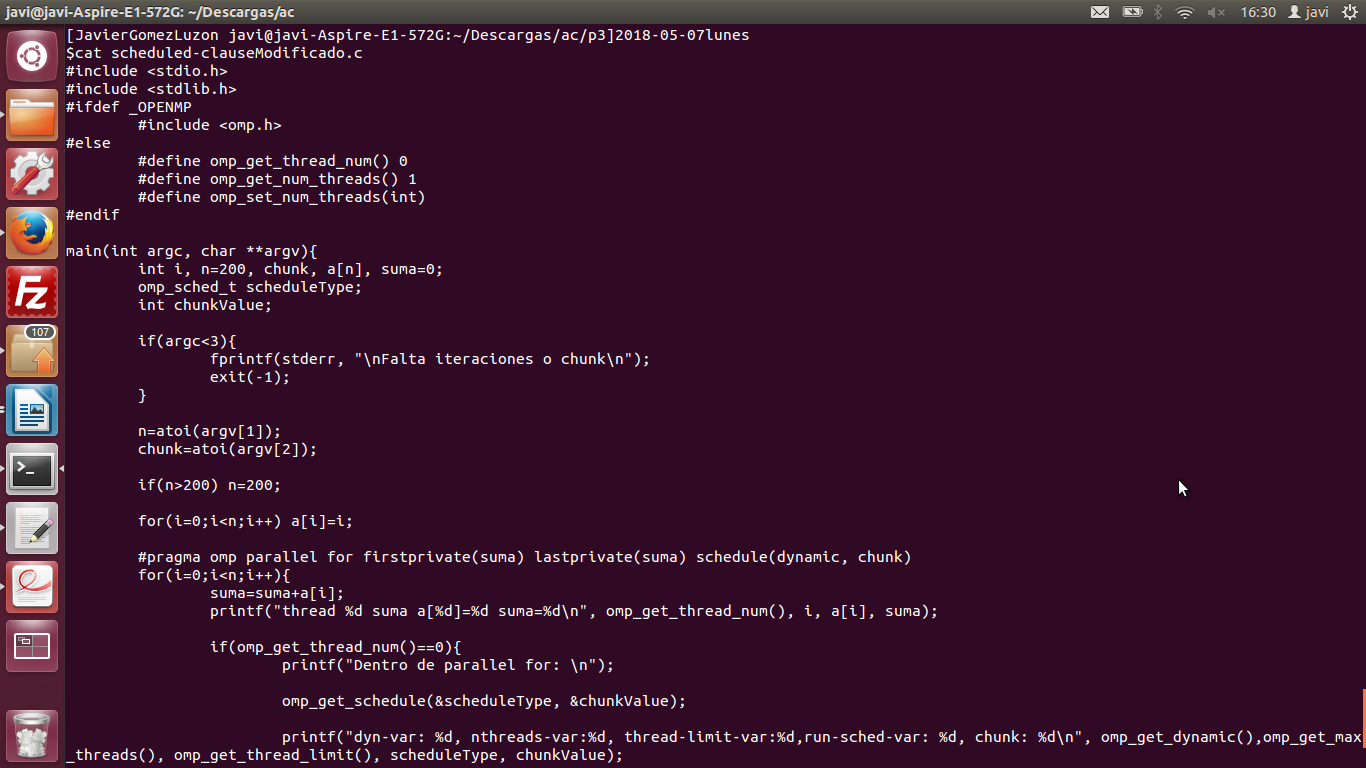 javi@javi-Aspire-E1-572G: ~/Descargas/ac
16:30
javi
[JavierGomezLuzon javi@javi-Aspire-E1-572G:~/Descargas/ac/p3]2018-05-07lunes
$cat scheduled-clauseModificado.c
#include <stdio.h>
#include <stdlib.h>
#ifdef _OPENMP
        #include <omp.h>
#else
        #define omp_get_thread_num() 0
        #define omp_get_num_threads() 1
        #define omp_set_num_threads(int)
#endif
main(int argc, char **argv){
        int i, n=200, chunk, a[n], suma=0;
        omp_sched_t scheduleType;
        int chunkValue;
        if(argc<3){
                fprintf(stderr, "\nFalta iteraciones o chunk\n");
                exit(-1);
        }
        n=atoi(argv[1]);
        chunk=atoi(argv[2]);
        if(n>200) n=200;
        for(i=0;i<n;i++) a[i]=i;
        #pragma omp parallel for firstprivate(suma) lastprivate(suma) schedule(dynamic, chunk)
        for(i=0;i<n;i++){
                suma=suma+a[i];
                printf("thread %d suma a[%d]=%d suma=%d\n", omp_get_thread_num(), i, a[i], suma);
                if(omp_get_thread_num()==0){
                        printf("Dentro de parallel for: \n");
                        omp_get_schedule(&scheduleType, &chunkValue);
                        printf("dyn-var: %d, nthreads-var:%d, thread-limit-var:%d,run-sched-var: %d, chunk: %d\n", omp_get_dynamic(),omp_get_max
_threads(), omp_get_thread_limit(), scheduleType, chunkValue);
Fz
107
>_